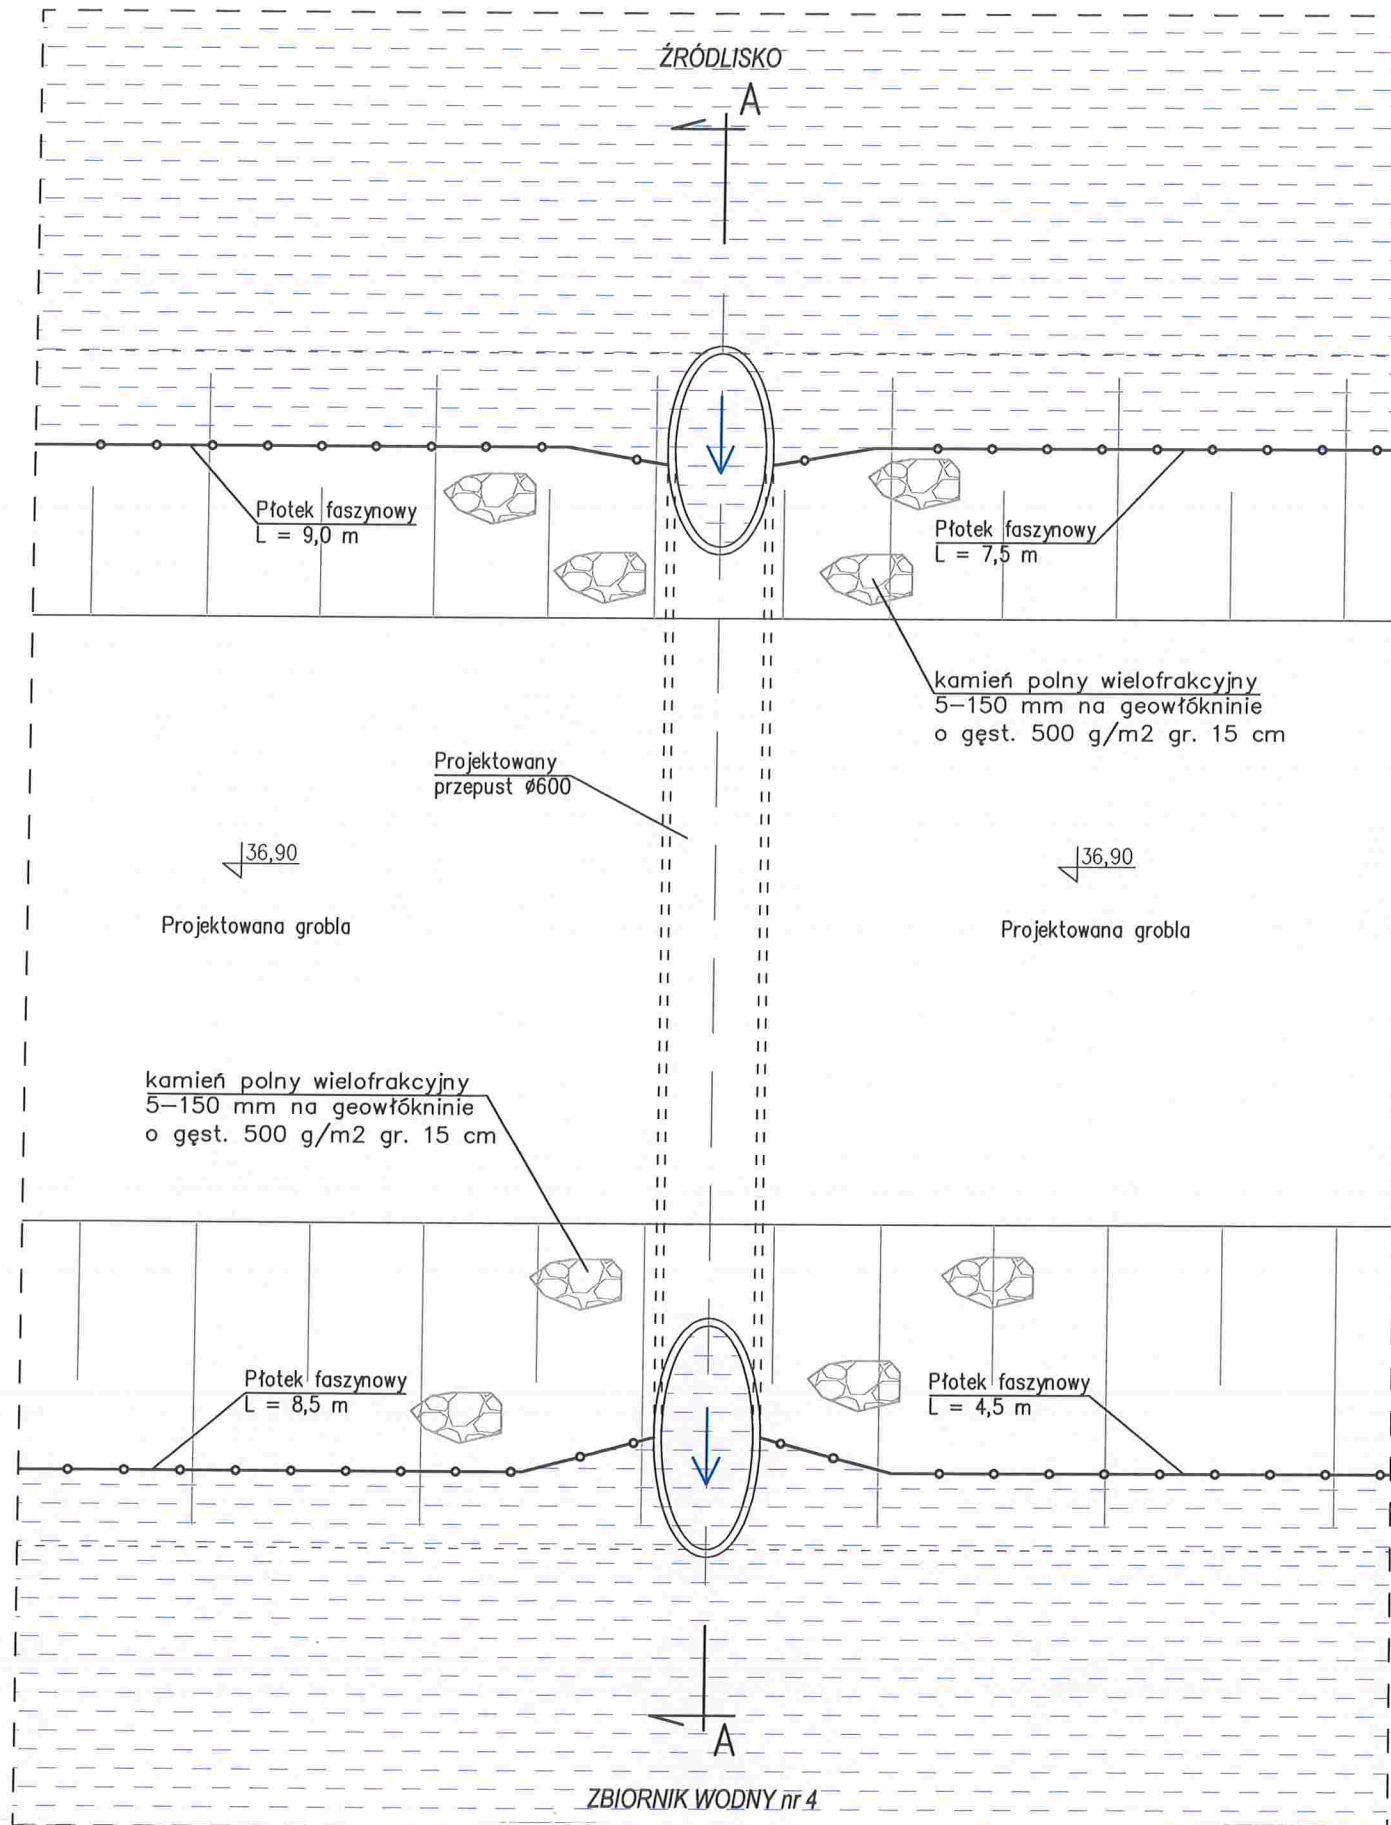 ŹRÓDLISKO
A
Płotek faszynowy
L = 9,0 m
Płotek faszynowy
L = 7,5 m
kamień polny wielofrakcyjny
5–150 mm na geowłókninie
o gęst. 500 g/m2 gr. 15 cm
Projektowany
przepust ø600
36,90
36,90
Projektowana grobla
Projektowana grobla
kamień polny wielofrakcyjny
5–150 mm na geowłókninie
o gęst. 500 g/m2 gr. 15 cm
Płotek faszynowy
L = 8,5 m
Płotek faszynowy
L = 4,5 m
A
ZBIORNIK WODNY nr 4